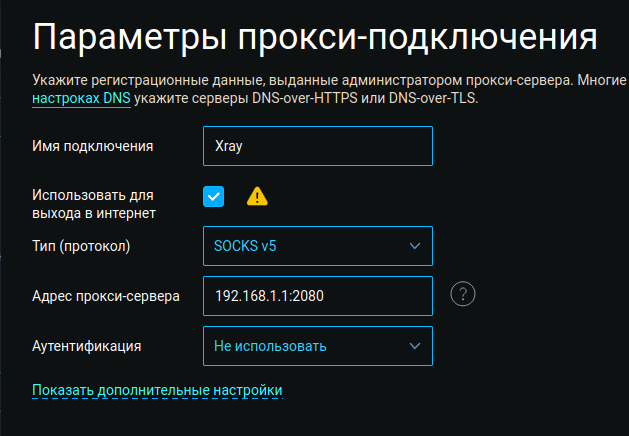 Параметры прокси-подключения
Укажите регистрационные данные, выданные администратором прокси-сервера. Многие
настроках DNS укажите серверы DNS-over-HTTPS или DNS-over-TLS.
Имя подключения
Xray
Использовать для
выхода в интернет
Тип (протокол)
SOCKS v5
Адрес прокси-сервера
192.168.1.1:2080
?
Аутентификация
Не использовать
Показать дополнительные настройки